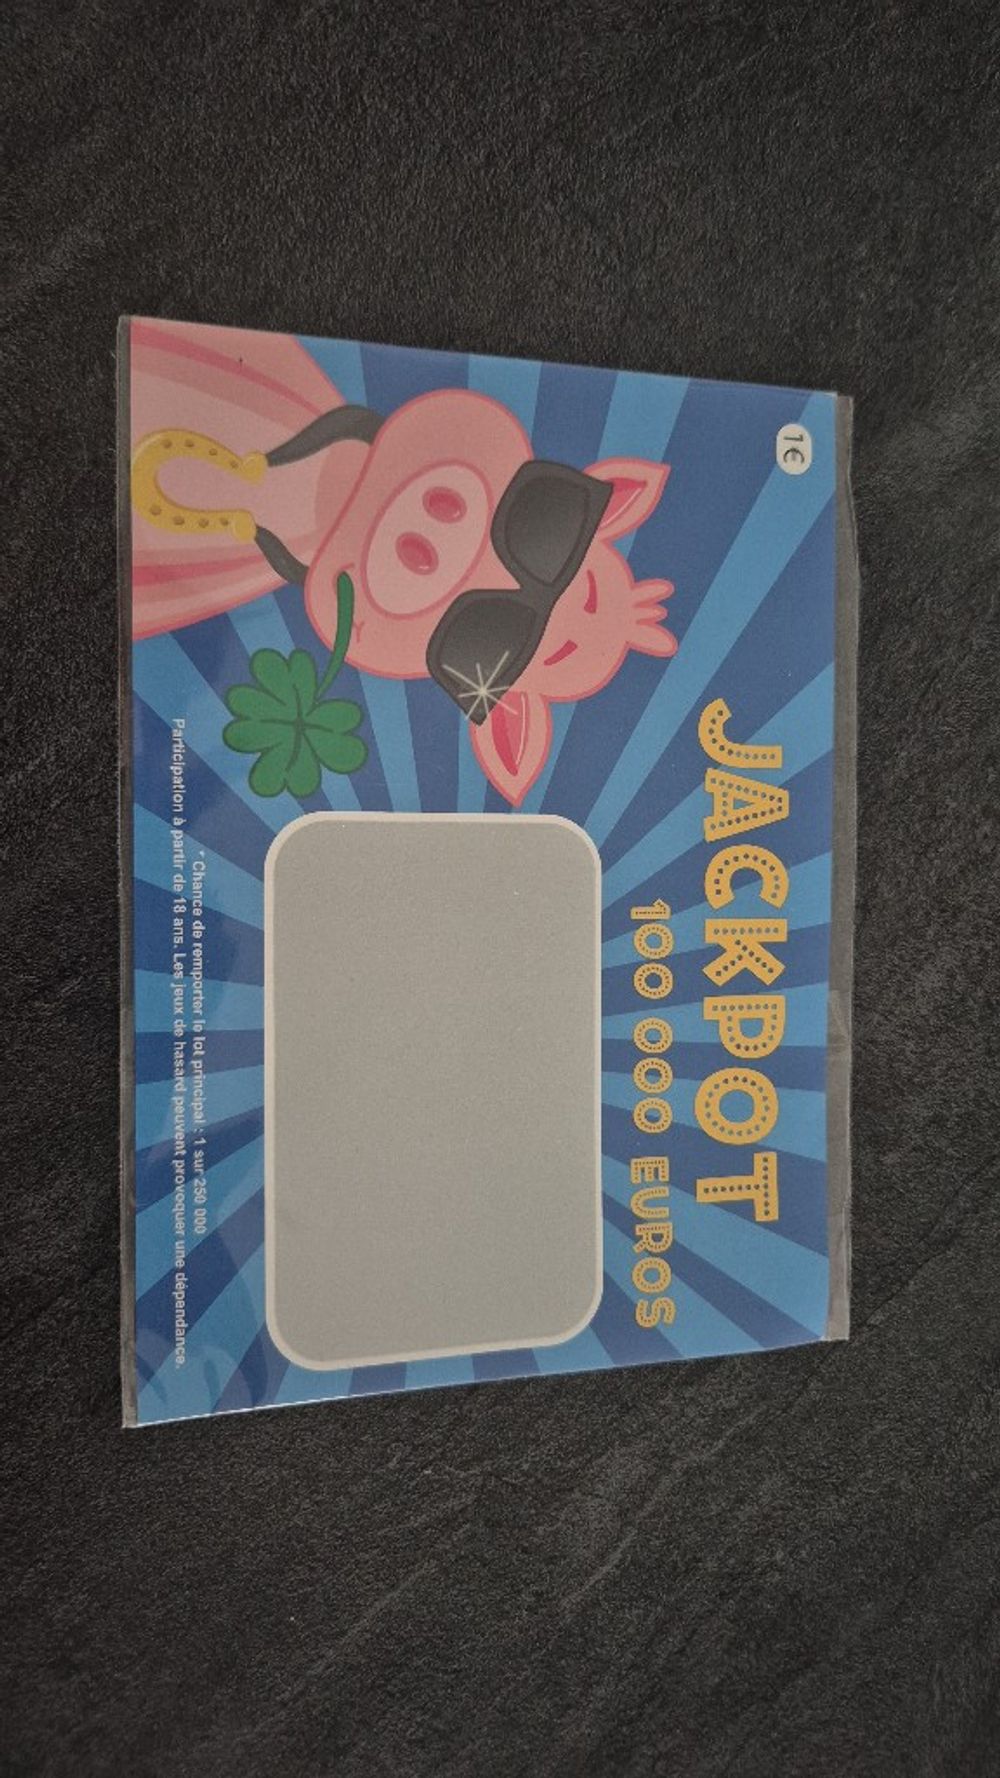 1€
JACKPOT
100 000 EUROS
* Chance de remporter le lot principal : 1 sur 250 000
Participation à partir de 18 ans. Les jeux de hasard peuvent provoquer une dépendance.